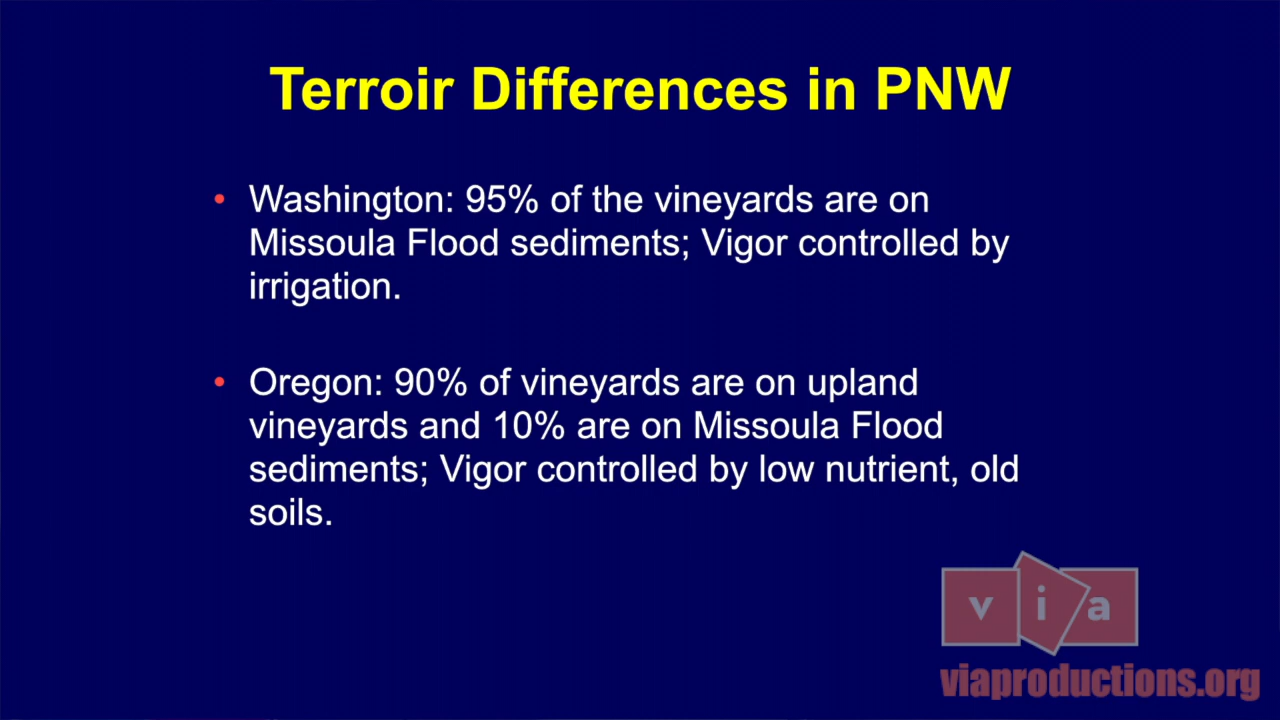 Terroir Differences in PNW
• Washington: 95% of the vineyards are on
Missoula Flood sediments; Vigor controlled by
irrigation.
• Oregon: 90% of vineyards are on upland
vineyards and 10% are on Missoula Flood
sediments; Vigor controlled by low nutrient, old
soils.
via
viaproductions.org